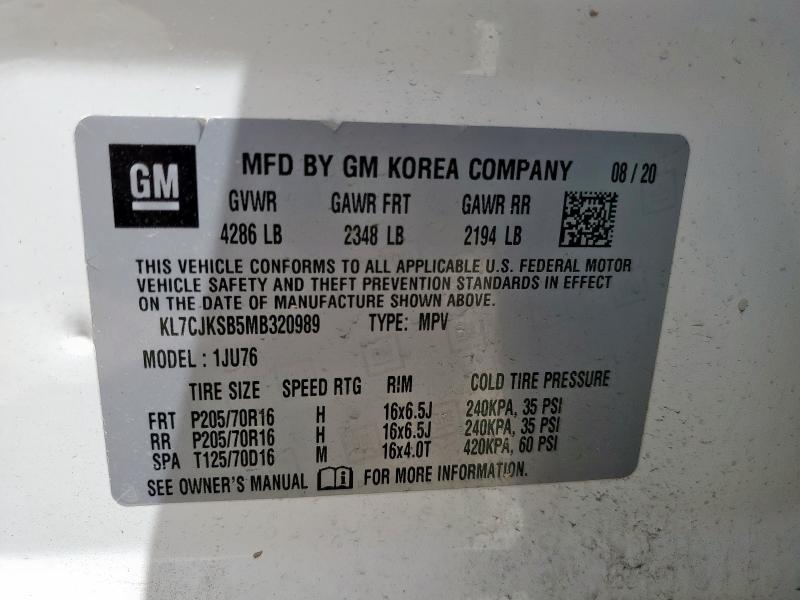 GM
MFD BY GM KOREA COMPANY 08 / 20
GVWR GAWR FRT GAWR RR
4286 LB 2348 LB 2194 LB
THIS VEHICLE CONFORMS TO ALL APPLICABLE U.S. FEDERAL MOTOR
VEHICLE SAFETY AND THEFT PREVENTION STANDARDS IN EFFECT
ON THE DATE OF MANUFACTURE SHOWN ABOVE.
KL7CJKSB5MB320989 TYPE: MPV
MODEL : 1JU76
TIRE SIZE SPEED RTG RIM COLD TIRE PRESSURE
FRT P205/70R16 H 16x6.5J 240KPA, 35 PSI
RR P205/70R16 H 16x6.5J 240KPA, 35 PSI
SPA T125/70D16 M 16x4.0T 420KPA, 60 PSI
SEE OWNER'S MANUAL FOR MORE INFORMATION.